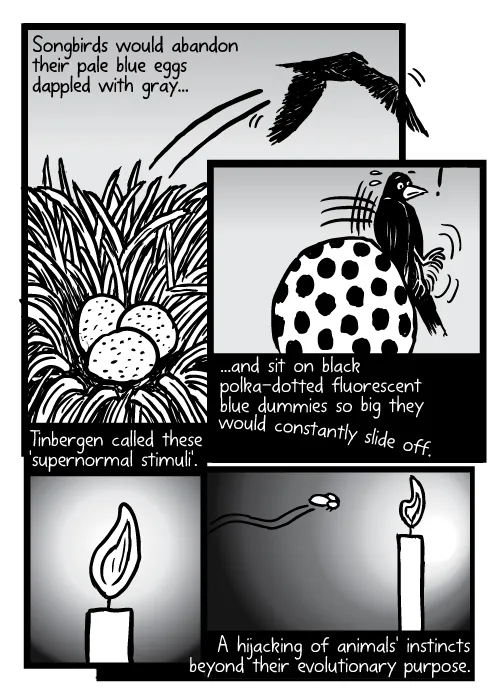 Songbirds would abandon
their pale blue eggs
dappled with gray...
!
...and sit on black
polka-dotted fluorescent
blue dummies so big they
would constantly slide off.
Tinbergen called these
'supernormal stimuli'.
A hijacking of animals' instincts
beyond their evolutionary purpose.